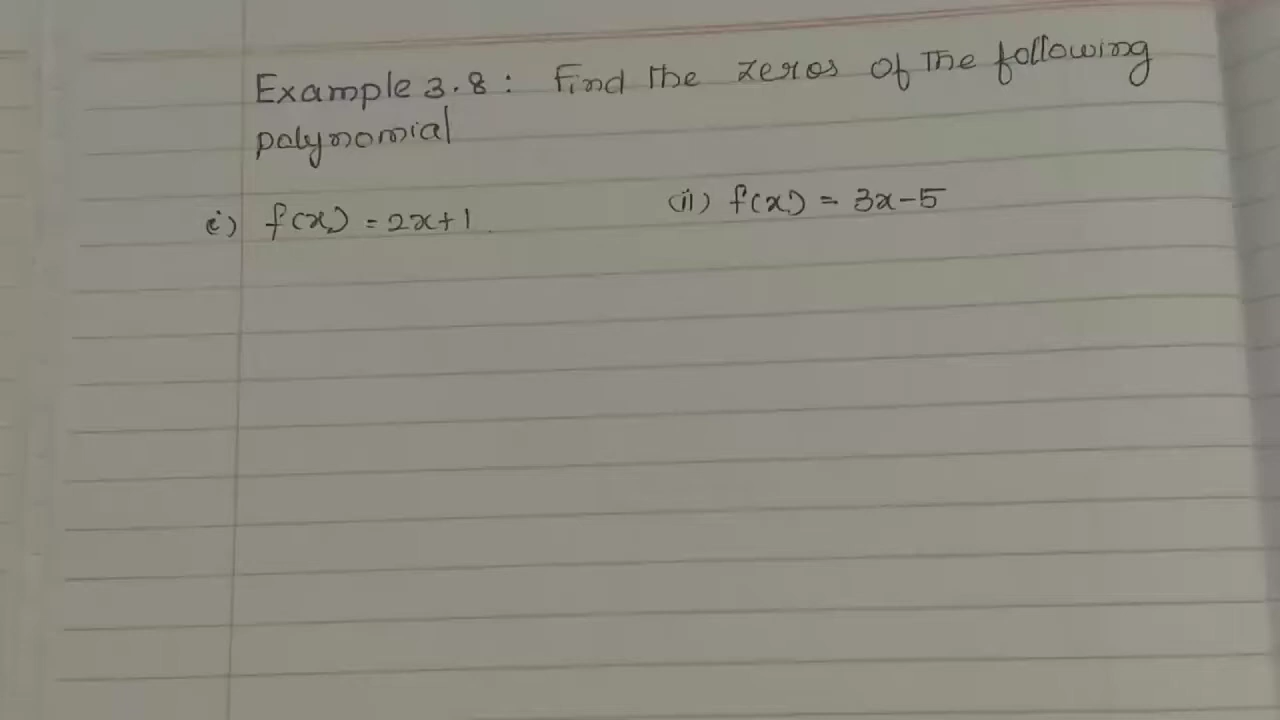 Example 3.8 : Find the zeros of the following
polynomial
(i) f(x) = 2x+1
(ii) f(x) = 3x-5